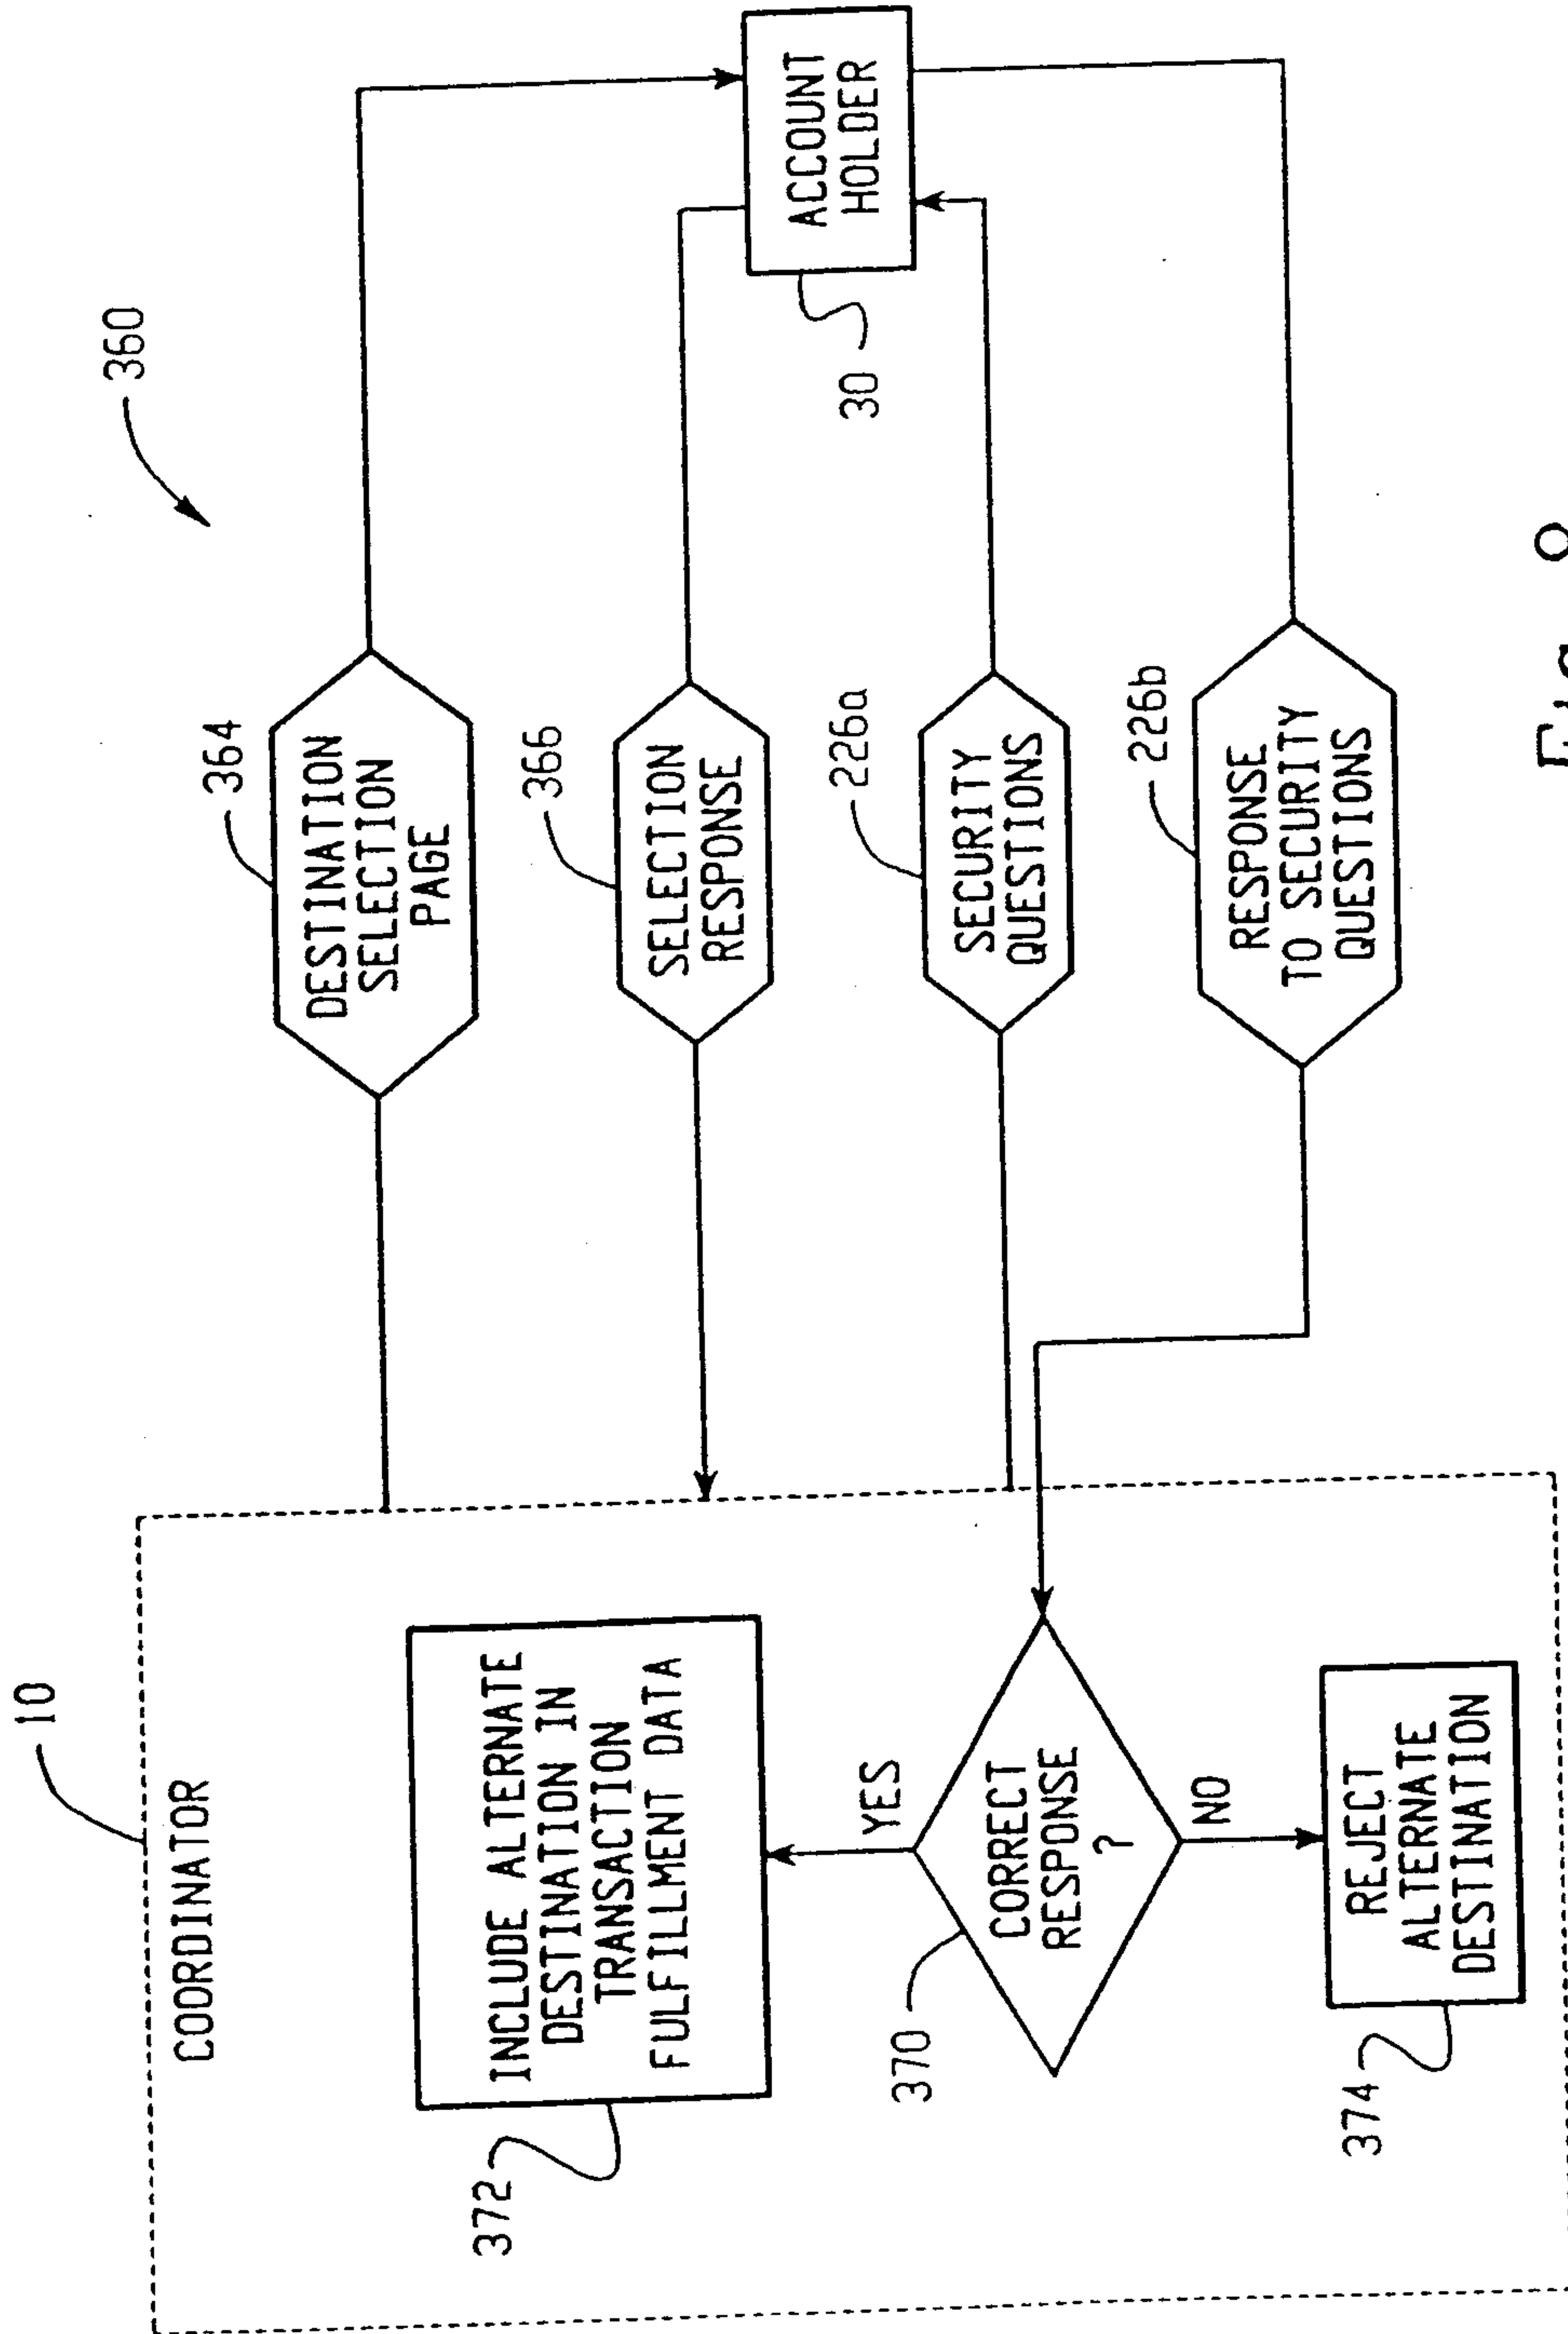 10
COORDINATOR
360
372
INCLUDE ALTERNATE
DESTINATION IN
TRANSACTION
FULFILLMENT DATA
YES
370
CORRECT
RESPONSE
?
NO
374
REJECT
ALTERNATE
DESTINATION
364
DESTINATION
SELECTION
PAGE
366
SELECTION
RESPONSE
226a
SECURITY
QUESTIONS
226b
RESPONSE
TO SECURITY
QUESTIONS
ACCOUNT
HOLDER
30